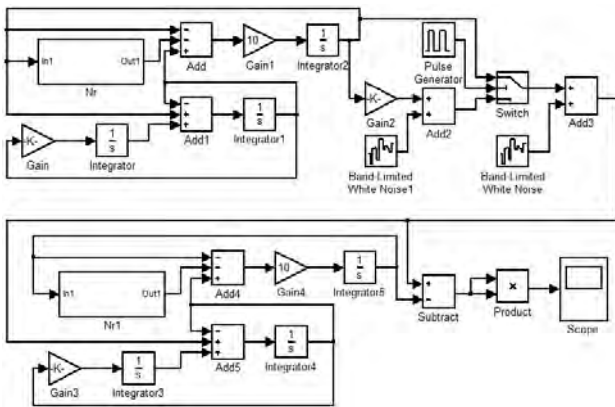 In1
Out1
Nr
−
−
+
Add
10
Gain1
1
s
Integrator2
Pulse
Generator
−
+
+
Add1
1
s
Integrator1
-K-
Gain
1
s
Integrator
-K-
Gain2
+
+
Add2
Switch
+
+
Add3
Band-Limited
White Noise1
Band-Limited
White Noise
In1
Out1
Nr1
−
−
+
Add4
10
Gain4
1
s
Integrator5
−
+
+
Add5
1
s
Integrator4
-K-
Gain3
1
s
Integrator3
+
−
Subtract
×
Product
Scope